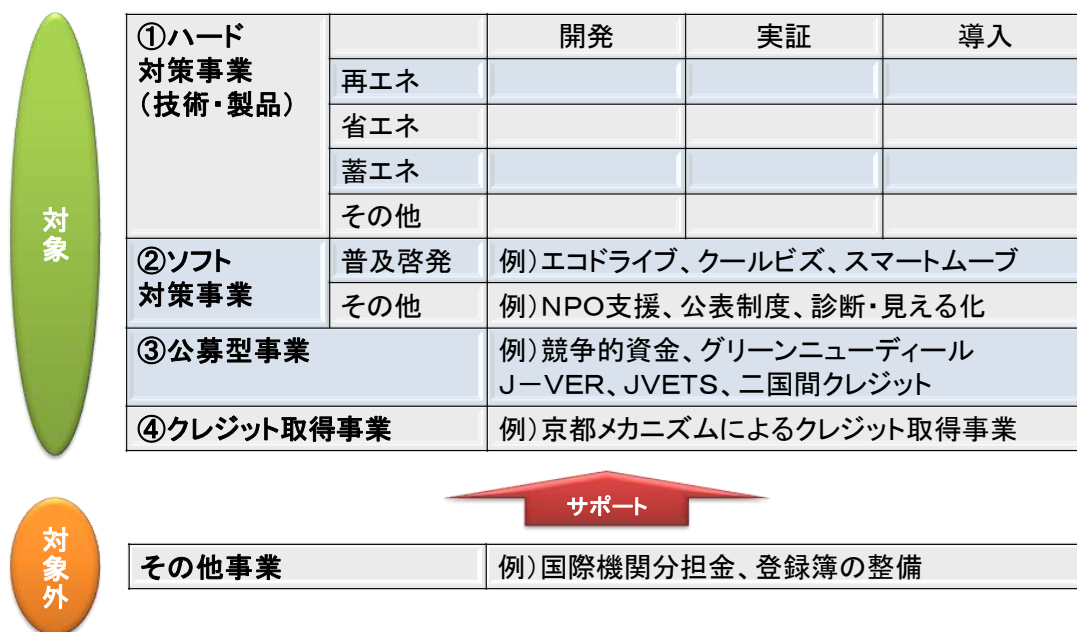 対象
①ハード
対策事業
（技術・製品）
開発 実証 導入
再エネ
省エネ
蓄エネ
その他
②ソフト
対策事業
普及啓発 例）エコドライブ、クールビズ、スマートムーブ
その他 例）NPO支援、公表制度、診断・見える化
③公募型事業 例）競争的資金、グリーンニューディール
J－VER、JVETS、二国間クレジット
④クレジット取得事業 例）京都メカニズムによるクレジット取得事業
サポート
対象外
その他事業 例）国際機関分担金、登録簿の整備